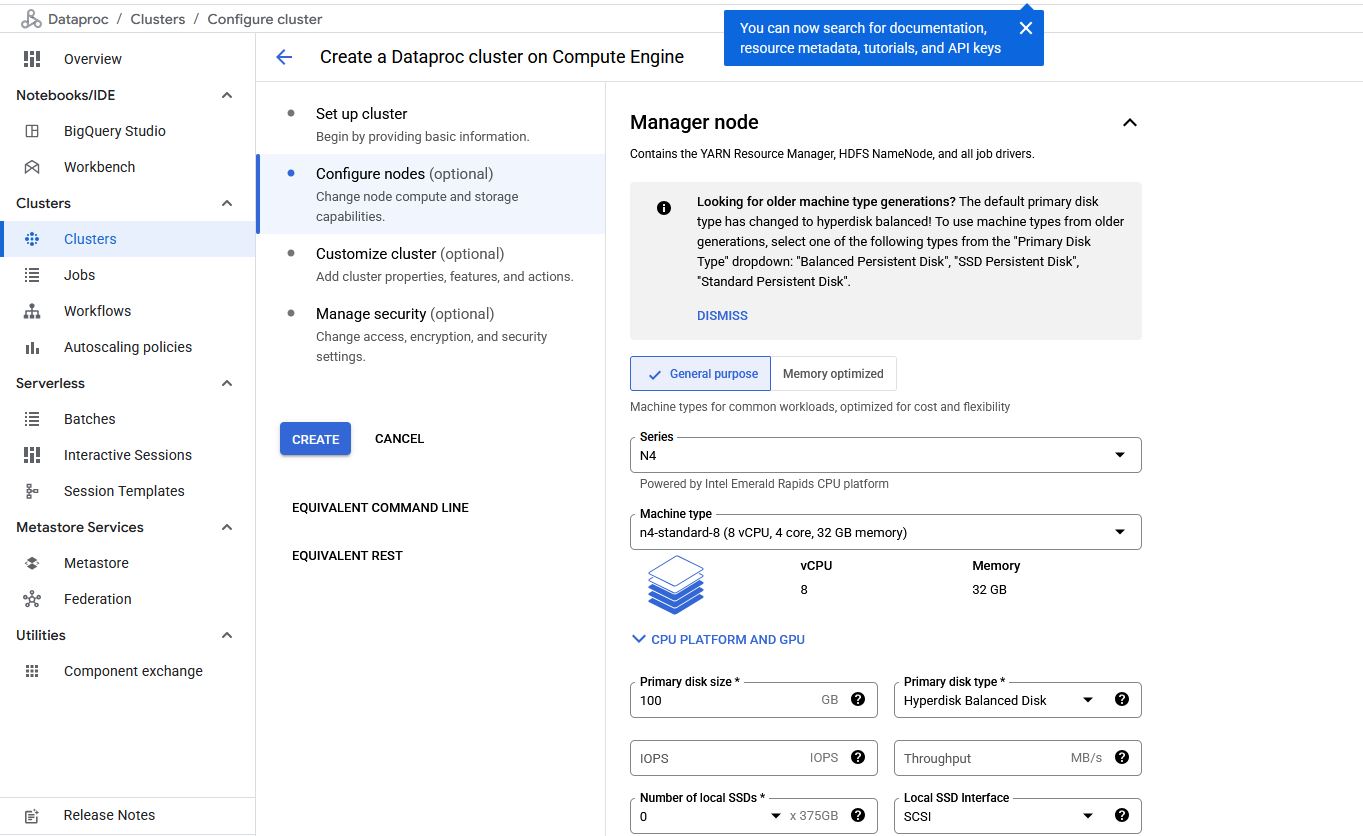 Dataproc / Clusters / Configure cluster
You can now search for documentation,
resource metadata, tutorials, and API keys
Overview
Notebooks/IDE
BigQuery Studio
Workbench
Clusters
Clusters
Jobs
Workflows
Autoscaling policies
Serverless
Batches
Interactive Sessions
Session Templates
Metastore Services
Metastore
Federation
Utilities
Component exchange
Release Notes
Create a Dataproc cluster on Compute Engine
Set up cluster
Begin by providing basic information.
Configure nodes (optional)
Change node compute and storage
capabilities.
Customize cluster (optional)
Add cluster properties, features, and actions.
Manage security (optional)
Change access, encryption, and security
settings.
CREATE CANCEL
EQUIVALENT COMMAND LINE
EQUIVALENT REST
Manager node
Contains the YARN Resource Manager, HDFS NameNode, and all job drivers.
Looking for older machine type generations? The default primary disk
type has changed to hyperdisk balanced! To use machine types from older
generations, select one of the following types from the "Primary Disk
Type" dropdown: "Balanced Persistent Disk", "SSD Persistent Disk",
"Standard Persistent Disk".
DISMISS
General purpose Memory optimized
Machine types for common workloads, optimized for cost and flexibility
Series
N4
Powered by Intel Emerald Rapids CPU platform
Machine type
n4-standard-8 (8 vCPU, 4 core, 32 GB memory)
vCPU Memory
8 32 GB
CPU PLATFORM AND GPU
Primary disk size * Primary disk type *
100 GB Hyperdisk Balanced Disk
IOPS IOPS Throughput MB/s
Number of local SSDs * Local SSD Interface
0 x 375GB SCSI